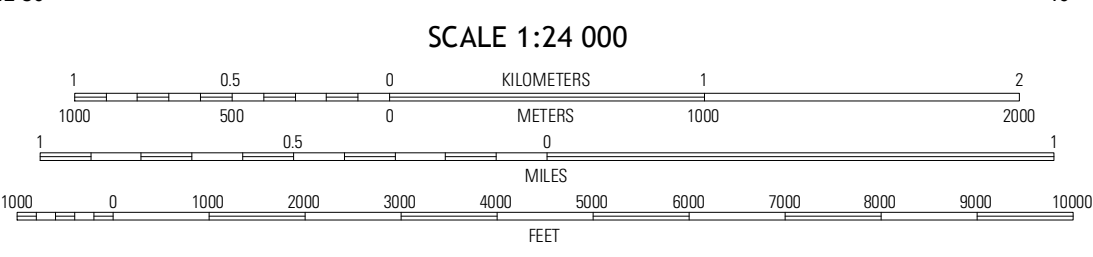 SCALE 1:24 000
1 0.5 0 KILOMETERS 1 2
1000 500 0 METERS 1000 2000
1 0.5 0 1
MILES
1000 0 1000 2000 3000 4000 5000 6000 7000 8000 9000 10000
FEET